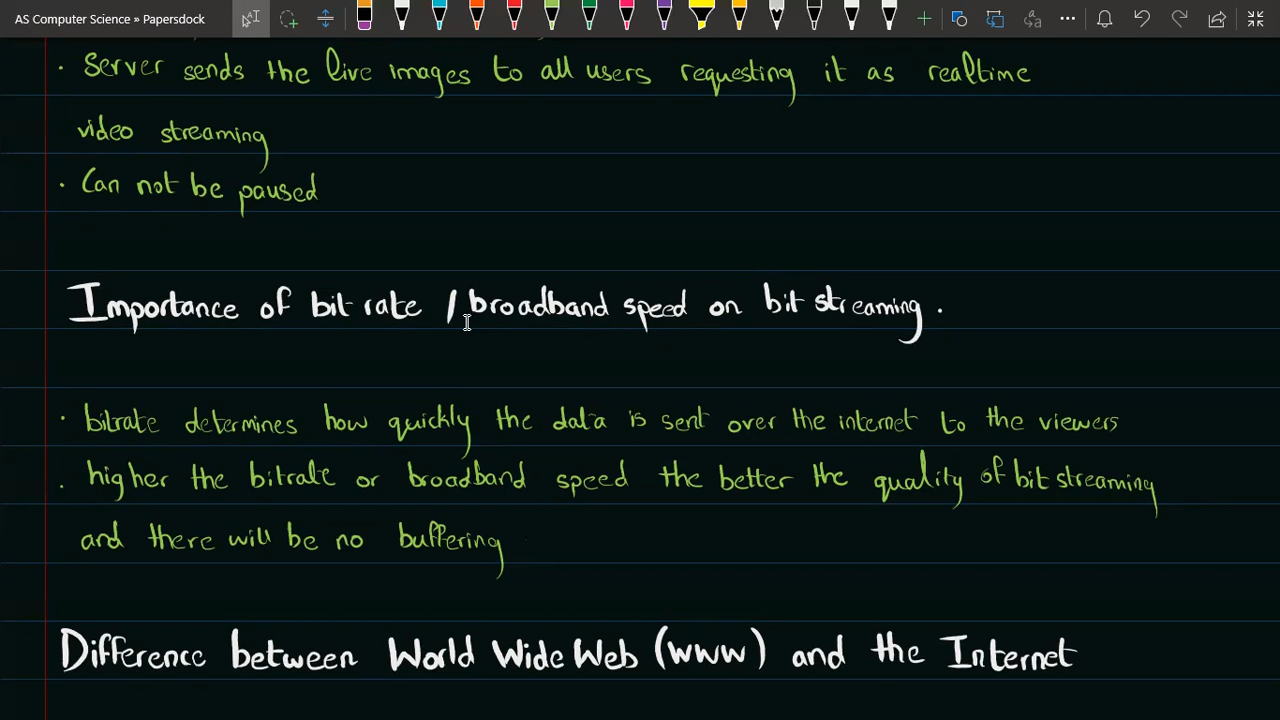 AS Computer Science » Papersdock
· Server sends the live images to all users requesting it as realtime
video streaming
· Can not be paused
Importance of bit rate / broadband speed on bit streaming .
· bitrate determines how quickly the data is sent over the internet to the viewers
. higher the bitrate or broadband speed the better the quality of bit streaming
and there will be no buffering
Difference between World Wide Web (WWW) and the Internet